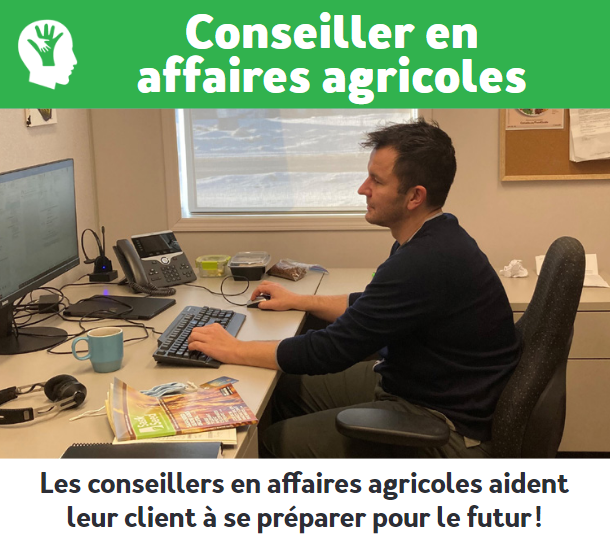 Conseiller en
affaires agricoles
Les conseillers en affaires agricoles aident
leur client à se préparer pour le futur!